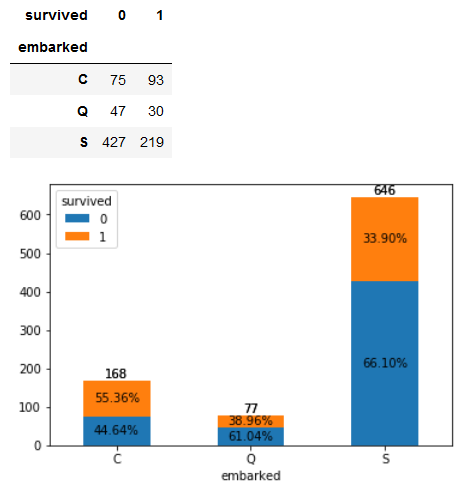 survived 0 1
embarked
C 75 93
Q 47 30
S 427 219
646
600
survived
0
1
33.90%
500
400
300
66.10%
200
168
55.36%
100
77
38.96%
44.64%
61.04%
0
C Q S
embarked